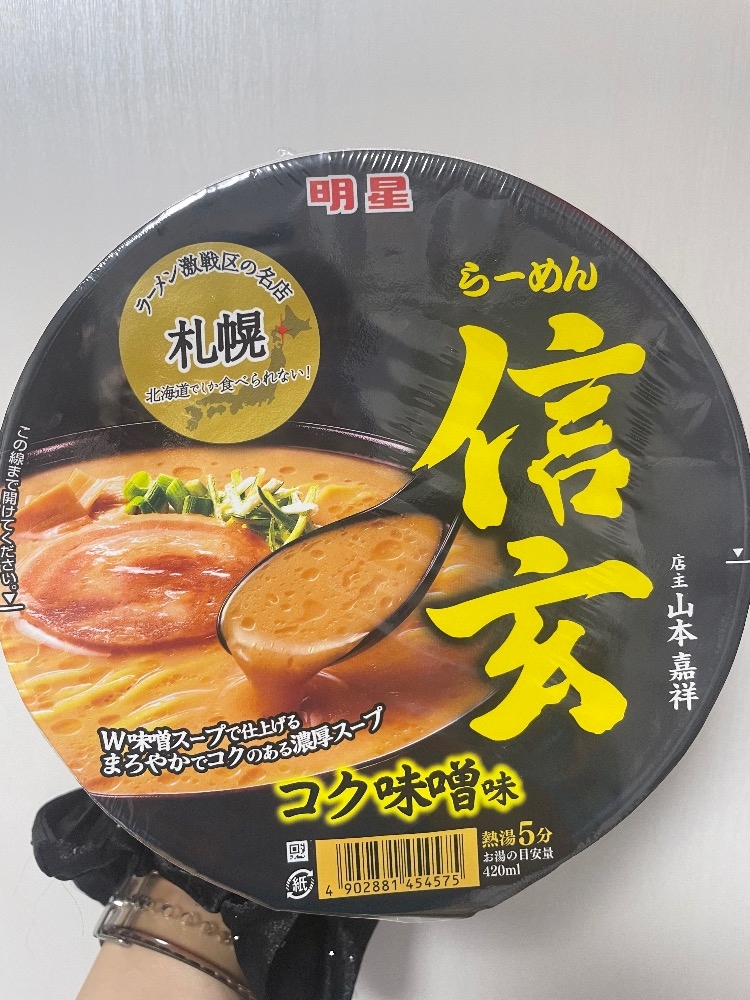 明星
ラーメン激戦区の名店
札幌
北海道でしか食べられない!
らーめん
信玄
店主 山本 嘉祥
この線まで開けてください。
W味噌スープで仕上げる
まろやかでコクのある濃厚スープ
コク味噌味
熱湯5分
お湯の目安量
420ml
紙
4 902881 454575